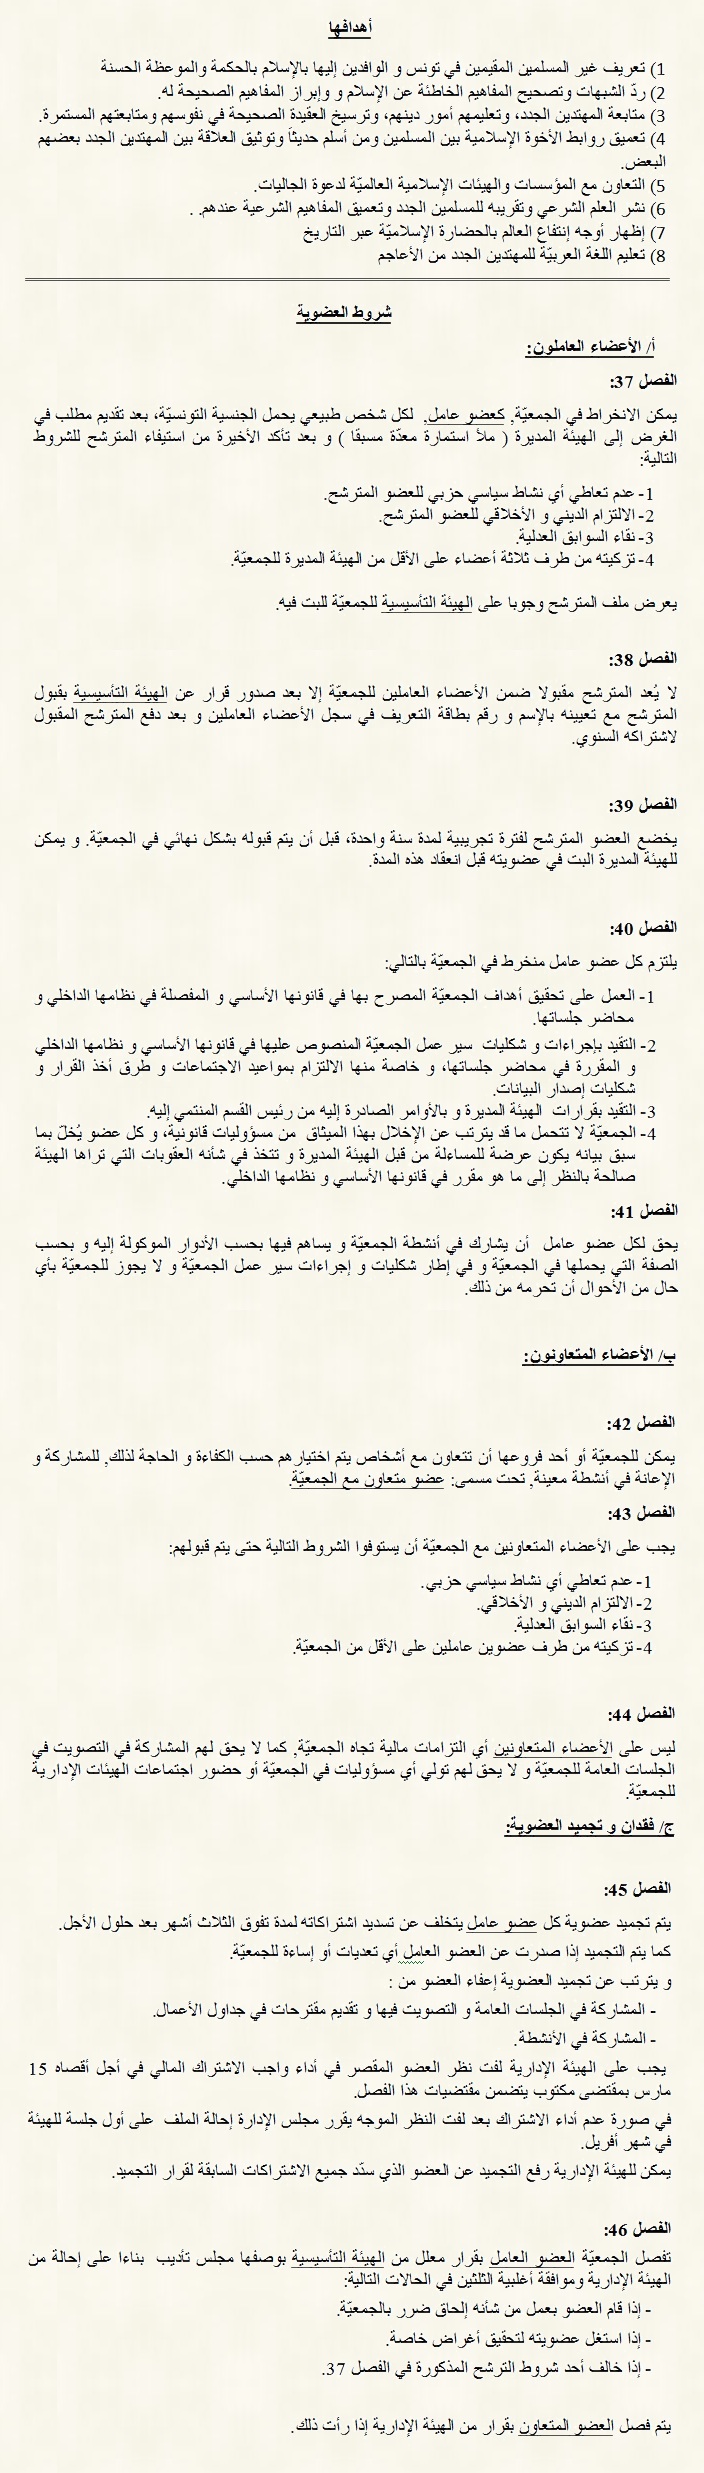 أهدافها
1) تعريف غير المسلمين المقيمين في تونس و الوافدين إليها بالإسلام بالحكمة والموعظة الحسنة
2) ردّ الشبهات وتصحيح المفاهيم الخاطئة عن الإسلام و وإبراز المفاهيم الصحيحة له.
3) متابعة المهتدين الجدد، وتعليمهم أمور دينهم، وترسيخ العقيدة الصحيحة في نفوسهم ومتابعتهم المستمرة.
4) تعميق روابط الأخوة الإسلامية بين المسلمين ومن أسلم حديثاً وتوثيق العلاقة بين المهتدين الجدد بعضهم
البعض.
5) التعاون مع المؤسسات والهيئات الإسلامية العالميّة لدعوة الجاليات.
6) نشر العلم الشرعي وتقريبه للمسلمين الجدد وتعميق المفاهيم الشرعية عندهم. .
7) إظهار أوجه إنتفاع العالم بالحضارة الإسلاميّة عبر التاريخ
8) تعليم اللغة العربيّة للمهتدين الجدد من الأعاجم
شروط العضوية
أ/ الأعضاء العاملون:
الفصل 37:
يمكن الانخراط في الجمعيّة, كعضو عامل, لكل شخص طبيعي يحمل الجنسية التونسيّة، بعد تقديم مطلب في
الغرض إلى الهيئة المديرة ( ملأ استمارة معدّة مسبقا ) و بعد تأكد الأخيرة من استيفاء المترشح للشروط
التالية:
1- عدم تعاطي أي نشاط سياسي حزبي للعضو المترشح.
2- الالتزام الديني و الأخلاقي للعضو المترشح.
3- نقاء السوابق العدلية.
4- تزكيته من طرف ثلاثة أعضاء على الأقل من الهيئة المديرة للجمعيّة.
يعرض ملف المترشح وجوبا على الهيئة التأسيسية للجمعيّة للبت فيه.
الفصل 38:
لا يُعد المترشح مقبولا ضمن الأعضاء العاملين للجمعيّة إلا بعد صدور قرار عن الهيئة التأسيسية بقبول
المترشح مع تعيينه بالإسم و رقم بطاقة التعريف في سجل الأعضاء العاملين و بعد دفع المترشح المقبول
لاشتراكه السنوي.
الفصل 39:
يخضع العضو المترشح لفترة تجريبية لمدة سنة واحدة، قبل أن يتم قبوله بشكل نهائي في الجمعيّة. و يمكن
للهيئة المديرة البت في عضويته قبل انعقاد هذه المدة.
الفصل 40:
يلتزم كل عضو عامل منخرط في الجمعيّة بالتالي:
1- العمل على تحقيق أهداف الجمعيّة المصرح بها في قانونها الأساسي و المفصلة في نظامها الداخلي و
محاضر جلساتها.
2- التقيد بإجراءات و شكليات سير عمل الجمعيّة المنصوص عليها في قانونها الأساسي و نظامها الداخلي
و المقررة في محاضر جلساتها، و خاصة منها الالتزام بمواعيد الاجتماعات و طرق أخذ القرار و
شكليات إصدار البيانات.
3- التقيد بقرارات الهيئة المديرة و بالأوامر الصادرة إليه من رئيس القسم المنتمي إليه.
4- الجمعيّة لا تتحمل ما قد يترتب عن الإخلال بهذا الميثاق من مسؤوليات قانونية، و كل عضو يُخلّ بما
سبق بيانه يكون عرضة للمساءلة من قبل الهيئة المديرة و تتخذ في شأنه العقوبات التي تراها الهيئة
صالحة بالنظر إلى ما هو مقرر في قانونها الأساسي و نظامها الداخلي.
الفصل 41:
يحق لكل عضو عامل أن يشارك في أنشطة الجمعيّة و يساهم فيها بحسب الأدوار الموكولة إليه و بحسب
الصفة التي يحملها في الجمعيّة و في إطار شكليات و إجراءات سير عمل الجمعيّة و لا يجوز للجمعيّة بأي
حال من الأحوال أن تحرمه من ذلك.
ب/ الأعضاء المتعاونون:
الفصل 42:
يمكن للجمعيّة أو أحد فروعها أن تتعاون مع أشخاص يتم اختيارهم حسب الكفاءة و الحاجة لذلك, للمشاركة و
الإعانة في أنشطة معينة, تحت مسمى: عضو متعاون مع الجمعيّة.
الفصل 43:
يجب على الأعضاء المتعاونين مع الجمعيّة أن يستوفوا الشروط التالية حتى يتم قبولهم:
1- عدم تعاطي أي نشاط سياسي حزبي.
2- الالتزام الديني و الأخلاقي.
3- نقاء السوابق العدلية.
4- تزكيته من طرف عضوين عاملين على الأقل من الجمعيّة.
الفصل 44:
ليس على الأعضاء المتعاونين أي التزامات مالية تجاه الجمعيّة, كما لا يحق لهم المشاركة في التصويت في
الجلسات العامة للجمعيّة و لا يحق لهم تولي أي مسؤوليات في الجمعيّة أو حضور اجتماعات الهيئات الإدارية
للجمعيّة.
ج/ فقدان و تجميد العضوية:
الفصل 45:
يتم تجميد عضوية كل عضو عامل يتخلف عن تسديد اشتراكاته لمدة تفوق الثلاث أشهر بعد حلول الأجل.
كما يتم التجميد إذا صدرت عن العضو العامل أي تعديات أو إساءة للجمعيّة.
و يترتب عن تجميد العضوية إعفاء العضو من :
- المشاركة في الجلسات العامة و التصويت فيها و تقديم مقترحات في جداول الأعمال.
- المشاركة في الأنشطة.
يجب على الهيئة الإدارية لفت نظر العضو المقصر في أداء واجب الاشتراك المالي في أجل أقصاه 15
مارس بمقتضى مكتوب يتضمن مقتضيات هذا الفصل.
في صورة عدم أداء الاشتراك بعد لفت النظر الموجه يقرر مجلس الإدارة إحالة الملف على أول جلسة للهيئة
في شهر أفريل.
يمكن للهيئة الإدارية رفع التجميد عن العضو الذي سدّد جميع الاشتراكات السابقة لقرار التجميد.
الفصل 46:
تفصل الجمعيّة العضو العامل بقرار معلل من الهيئة التأسيسية بوصفها مجلس تأديب بناءا على إحالة من
الهيئة الإدارية وموافقة أغلبية الثلثين في الحالات التالية:
- إذا قام العضو بعمل من شأنه إلحاق ضرر بالجمعيّة.
- إذا استغل عضويته لتحقيق أغراض خاصة.
- إذا خالف أحد شروط الترشح المذكورة في الفصل 37.
يتم فصل العضو المتعاون بقرار من الهيئة الإدارية إذا رأت ذلك.